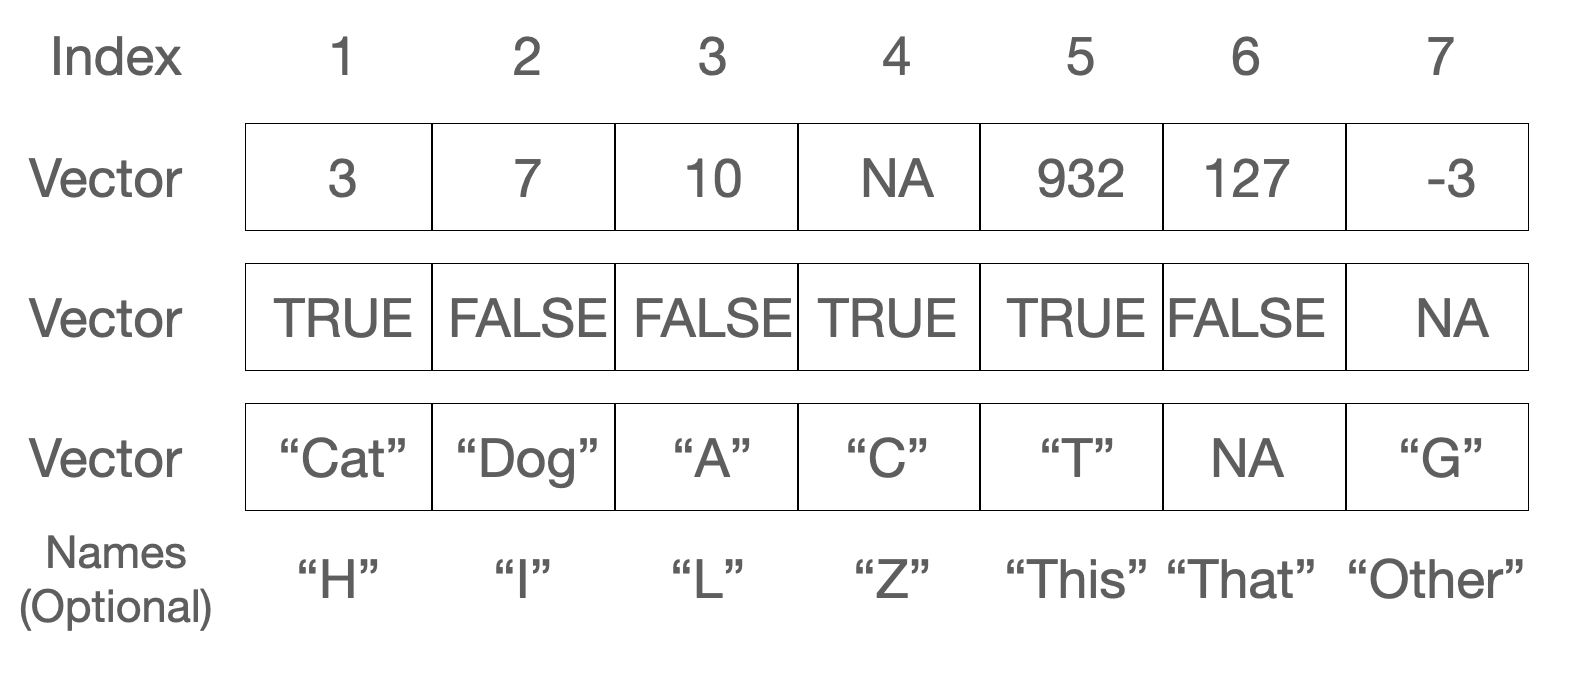 Index 1 2 3 4 5 6 7
Vector 3 7 10 NA 932 127 -3
Vector TRUE FALSE FALSE TRUE TRUE FALSE NA
Vector “Cat” “Dog” “A” “C” “T” NA “G”
Names
(Optional) “H” “I” “L” “Z” “This” “That” “Other”